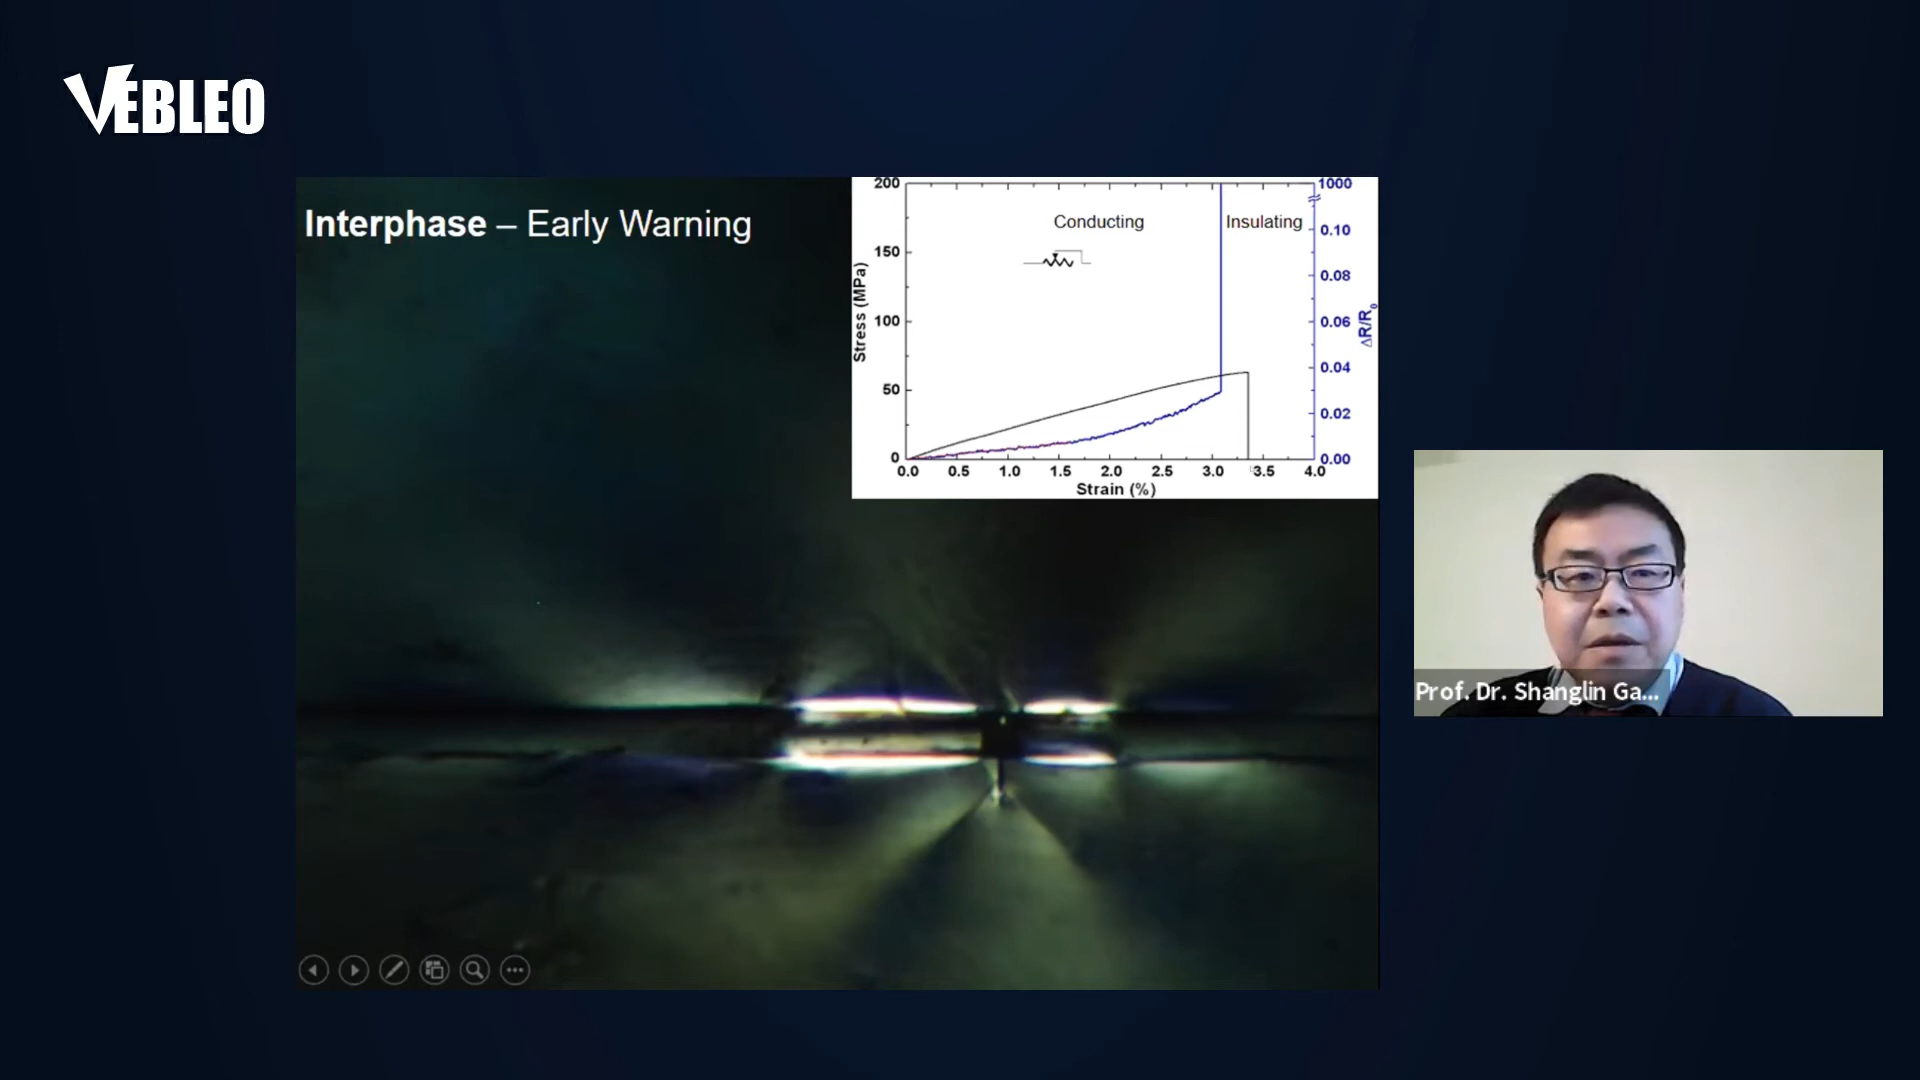 VEBLEO
Interphase – Early Warning
Conducting
Insulating
Stress (MPa)
200
150
100
50
0
0.0 0.5 1.0 1.5 2.0 2.5 3.0 3.5 4.0
Strain (%)
1000
0.10
0.08
0.06
0.04
0.02
0.00
ΔR/R₀
Prof. Dr. Shanglin Ga...